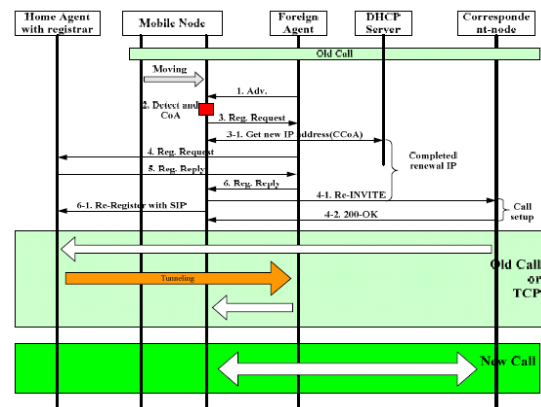 Home Agent
with registrar
Mobile Node
Foreign
Agent
DHCP
Server
Corresponde
nt-node
Old Call
Moving
1. Adv.
2. Detect and
CoA
3. Reg. Request
3-1. Get new IP address(CCoA)
4. Reg. Request
5. Reg. Reply
6. Reg. Reply
Completed
renewal IP
4-1. Re-INVITE
6-1. Re-Register with SIP
4-2. 200-OK
Call
setup
Old Call
or
TCP
Tunneling
New Call